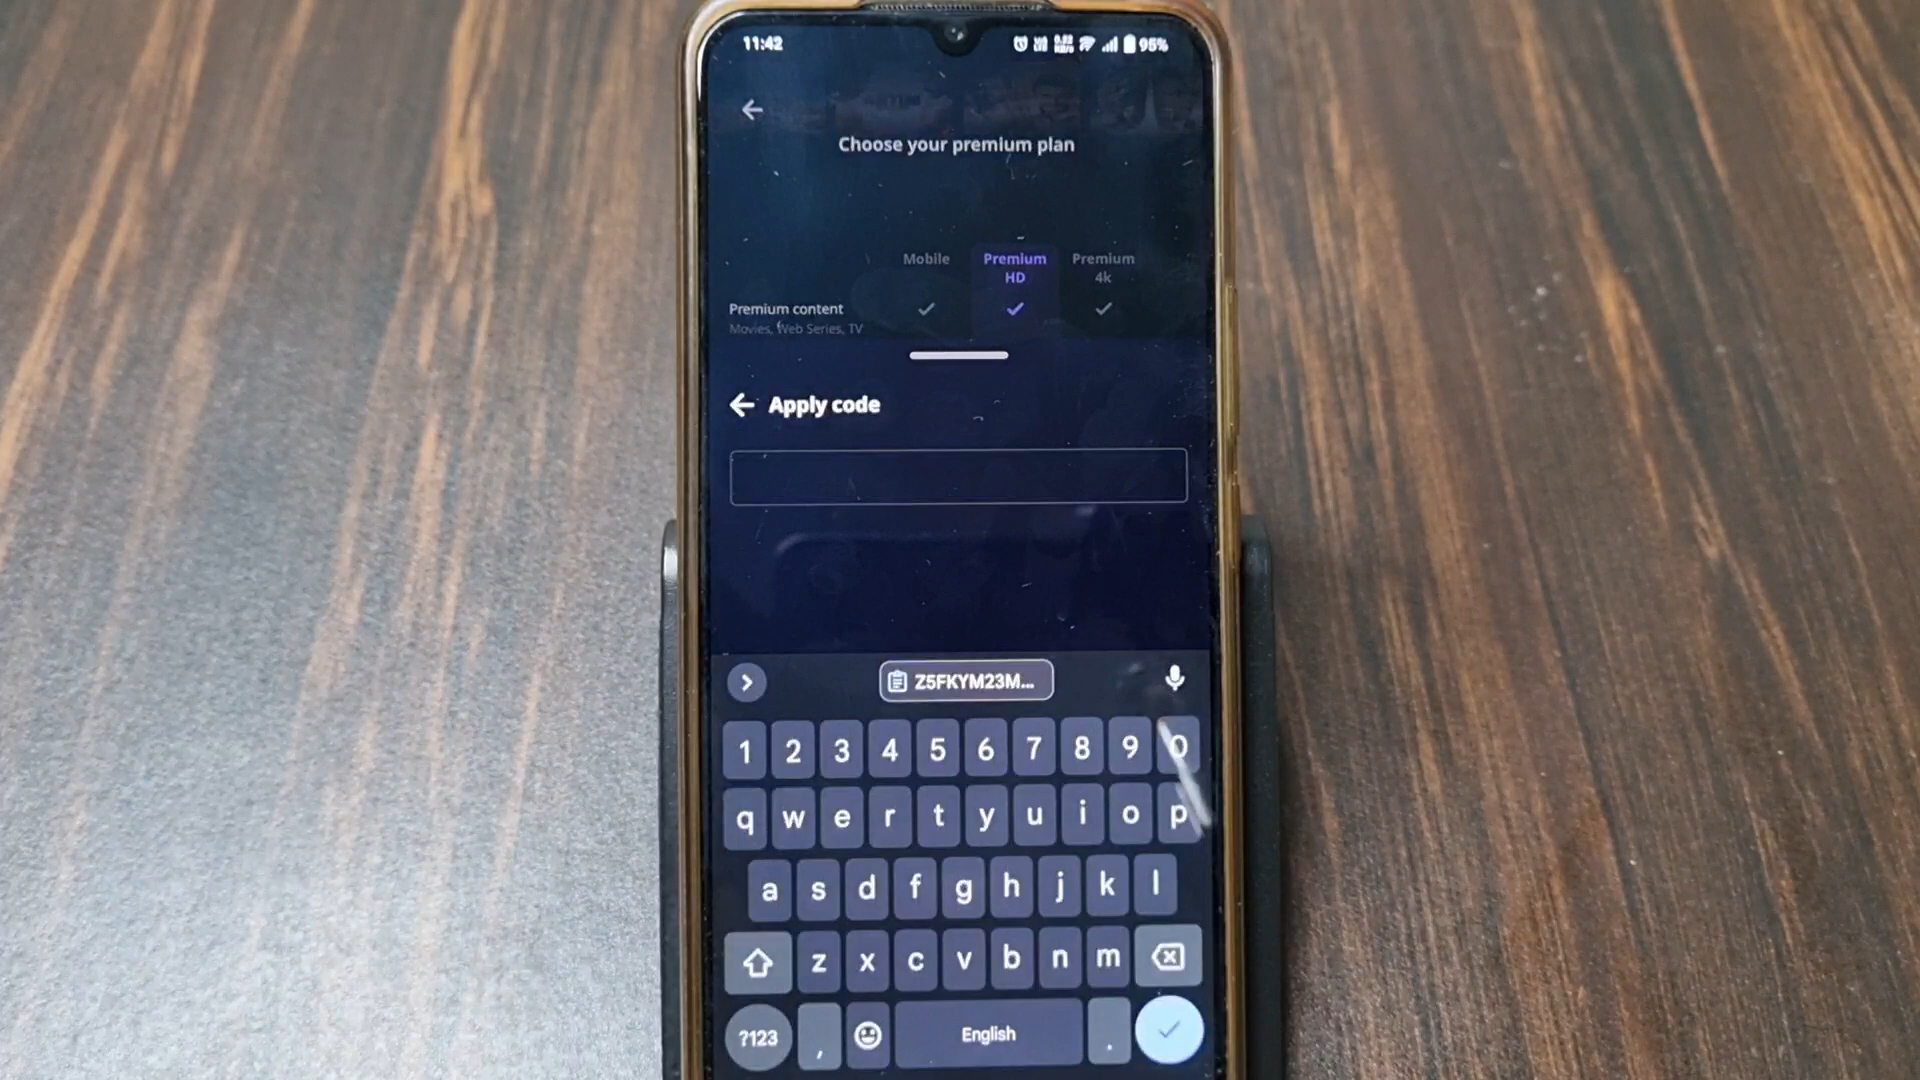 11:42
95%
Choose your premium plan
Mobile
Premium
HD
Premium
4k
Premium content
Movies, Web Series, TV
Apply code
Z5FKYM23M...
1 2 3 4 5 6 7 8 9 0
q w e r t y u i o p
a s d f g h j k l
z x c v b n m
?123 , English .